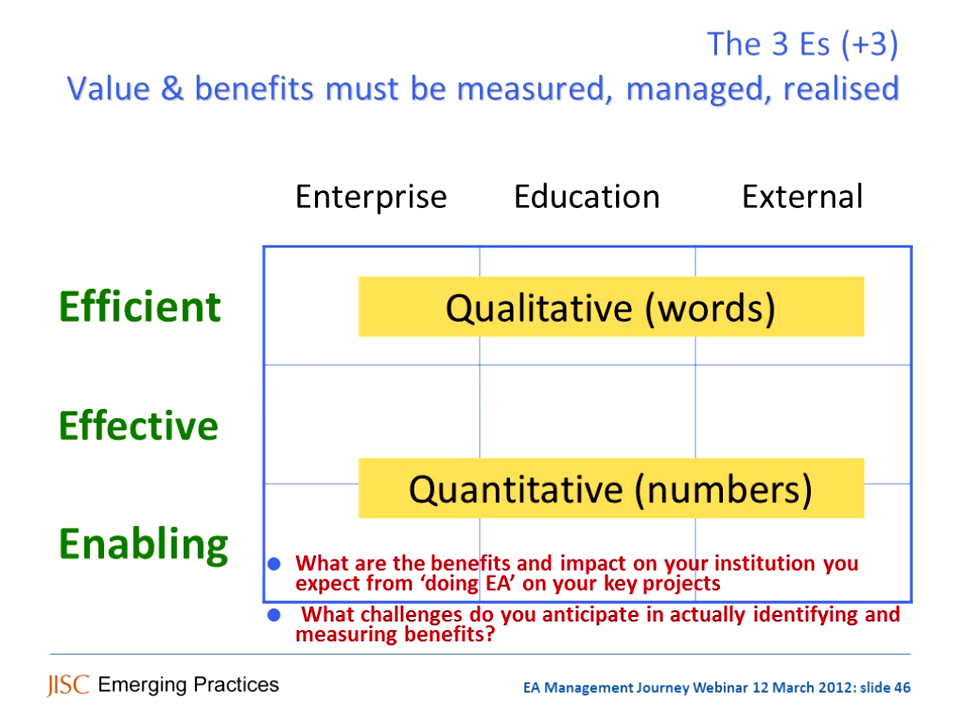 The 3 Es (+3)
Value & benefits must be measured, managed, realised
Enterprise Education External
Efficient
Qualitative (words)
Effective
Quantitative (numbers)
Enabling
● What are the benefits and impact on your institution you
expect from ‘doing EA’ on your key projects
● What challenges do you anticipate in actually identifying and
measuring benefits?
JISC Emerging Practices
EA Management Journey Webinar 12 March 2012: slide 46